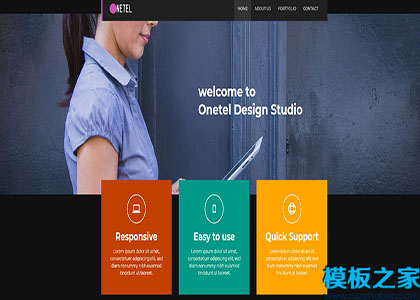 ONETEL
HOME ABOUT US PORTFOLIO CONTACT
welcome to
Onetel Design Studio
Responsive
Lorem ipsum dolor sit amet,
consectetuer adipiscing elit, sed
diam nonummy nibh euismod
tincidunt ut laoreet.
Easy to use
Lorem ipsum dolor sit amet,
consectetuer adipiscing elit, sed
diam nonummy nibh euismod
tincidunt ut laoreet.
Quick Support
Lorem ipsum dolor sit amet,
consectetuer adipiscing elit, sed
diam nonummy nibh euismod
tincidunt ut laoreet.
模板之家